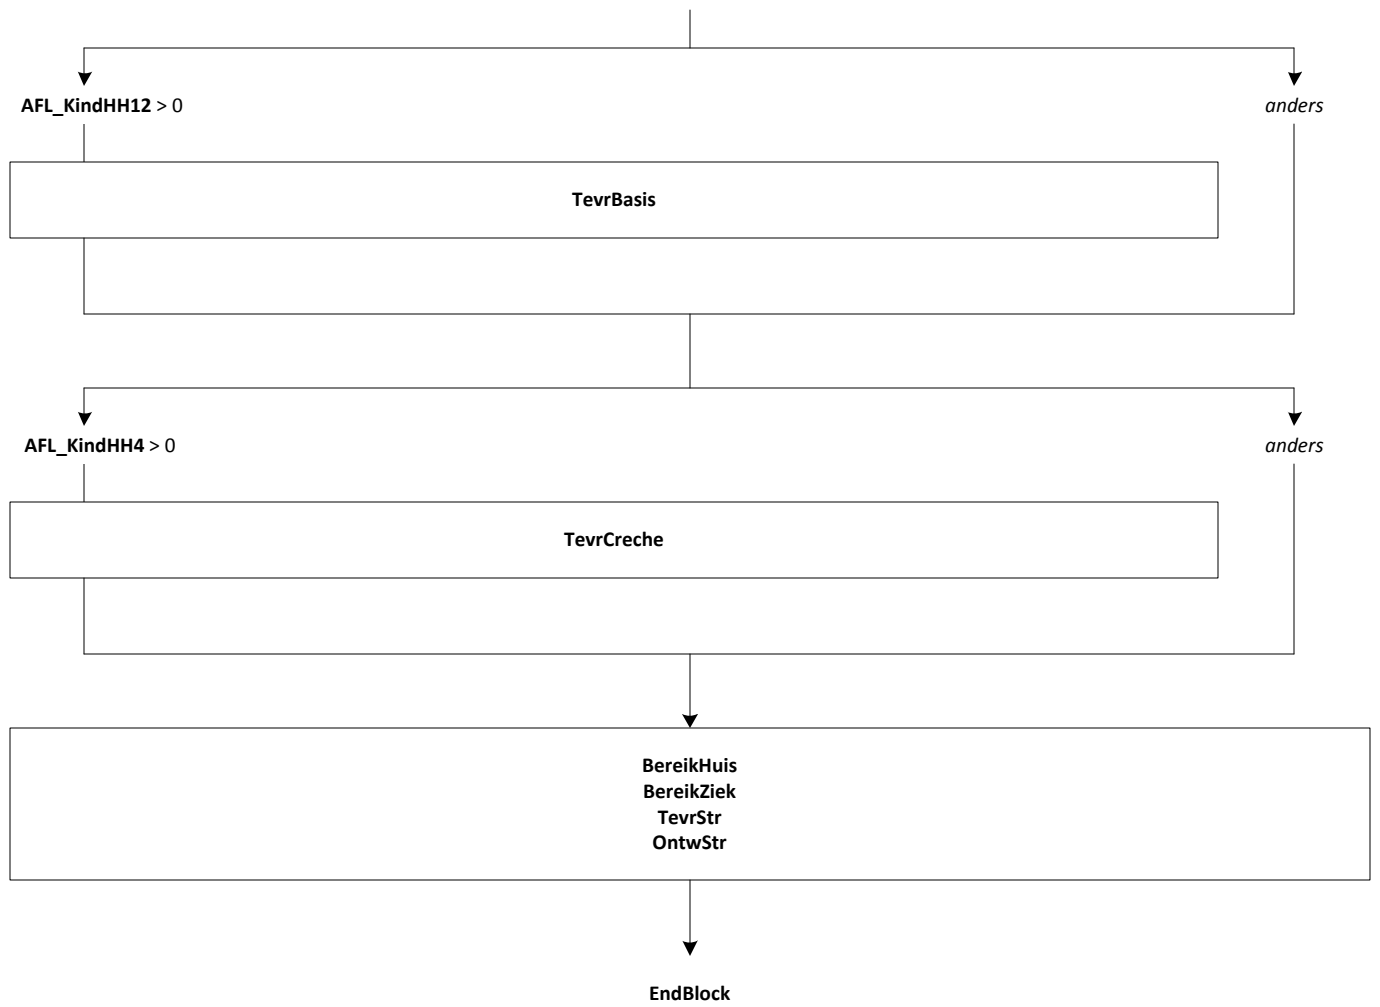 AFL_KindHH12 > 0
anders
TevrBasis
AFL_KindHH4 > 0
anders
TevrCreche
BereikHuis
BereikZiek
TevrStr
OntwStr
EndBlock